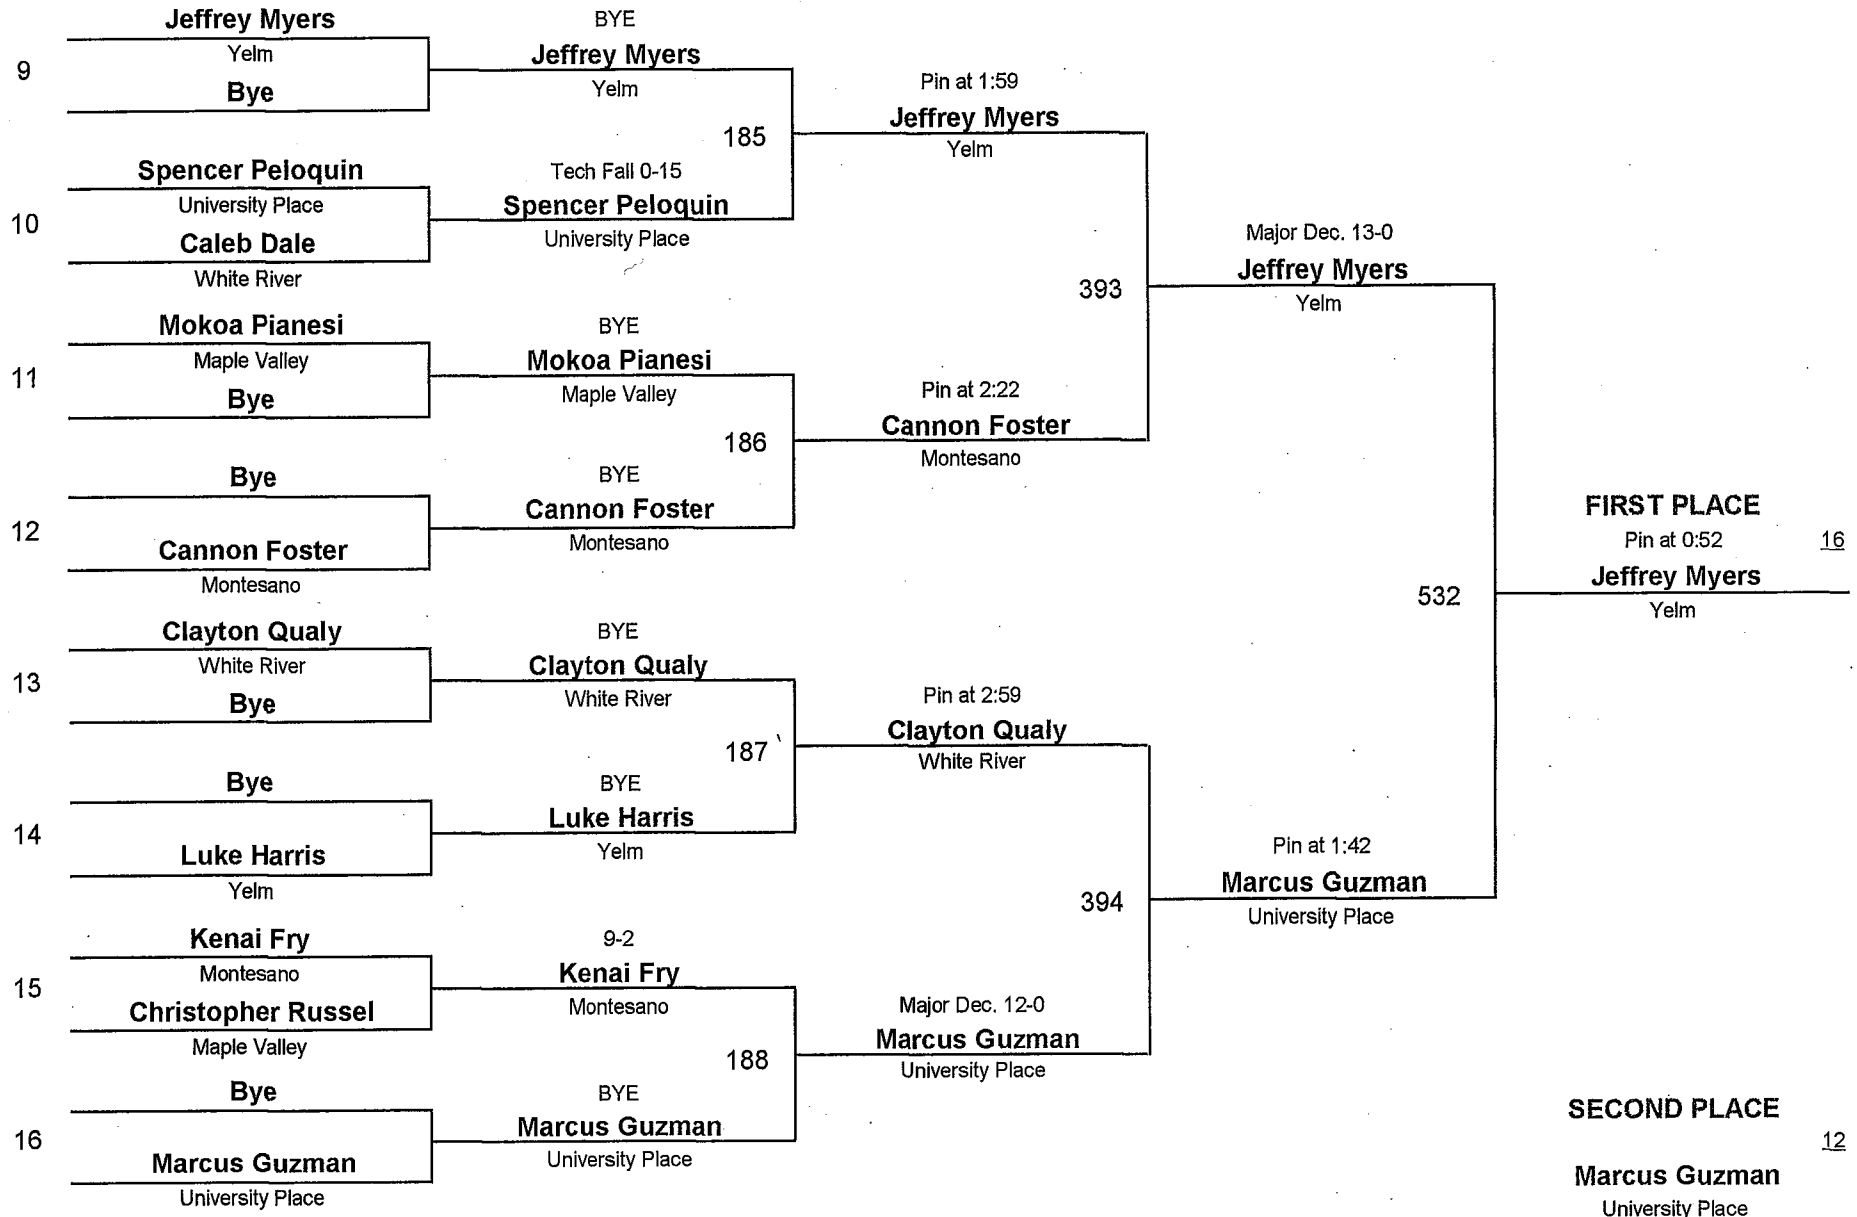 Jeffrey Myers
Yelm
9
Bye
Spencer Peloquin
University Place
10
Caleb Dale
White River
Mokoa Pianesi
Maple Valley
11
Bye
Bye
12
Cannon Foster
Montesano
Clayton Qualy
White River
13
Bye
Bye
14
Luke Harris
Yelm
Kenai Fry
Montesano
15
Christopher Russel
Maple Valley
Bye
16
Marcus Guzman
University Place
BYE
Jeffrey Myers
Yelm
185
Tech Fall 0-15
Spencer Peloquin
University Place
BYE
Mokoa Pianesi
Maple Valley
186
BYE
Cannon Foster
Montesano
BYE
Clayton Qualy
White River
187
BYE
Luke Harris
Yelm
9-2
Kenai Fry
Montesano
188
BYE
Marcus Guzman
University Place
Pin at 1:59
Jeffrey Myers
Yelm
393
Pin at 2:22
Cannon Foster
Montesano
Pin at 2:59
Clayton Qualy
White River
394
Major Dec. 12-0
Marcus Guzman
University Place
Major Dec. 13-0
Jeffrey Myers
Yelm
532
Pin at 1:42
Marcus Guzman
University Place
FIRST PLACE
Pin at 0:52 16
Jeffrey Myers
Yelm
SECOND PLACE
12
Marcus Guzman
University Place